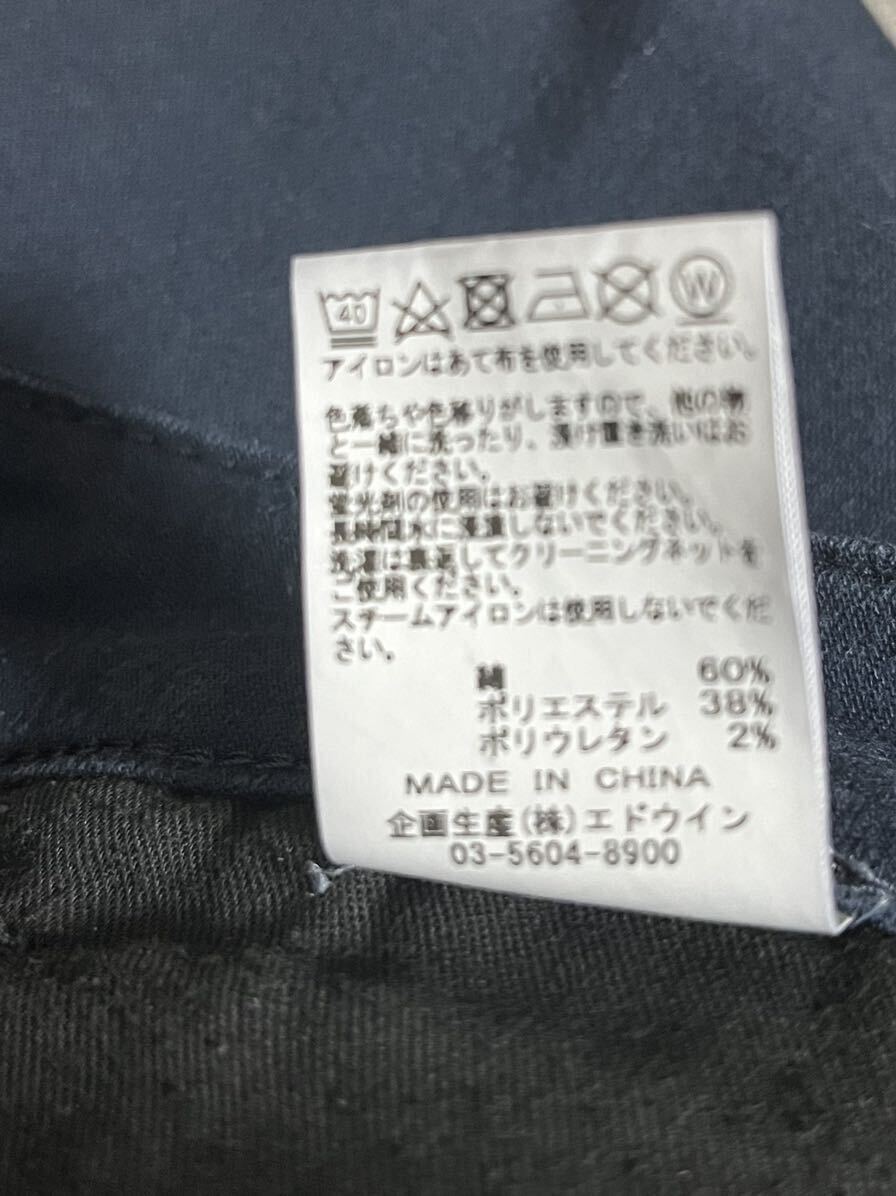 40 W
アイロンはあて布を使用してください。
色落ちや色移りがしますので、他の物
と一緒に洗ったり、漬け置き洗いはお
避けください。
蛍光剤の使用はお避けください。
長時間水に浸漬しないでください。
洗濯は裏返してクリーニングネットを
ご使用ください。
スチームアイロンは使用しないでくだ
さい。
綿 60%
ポリエステル 38%
ポリウレタン 2%
MADE IN CHINA
企画生産(株)エドウイン
03-5604-8900